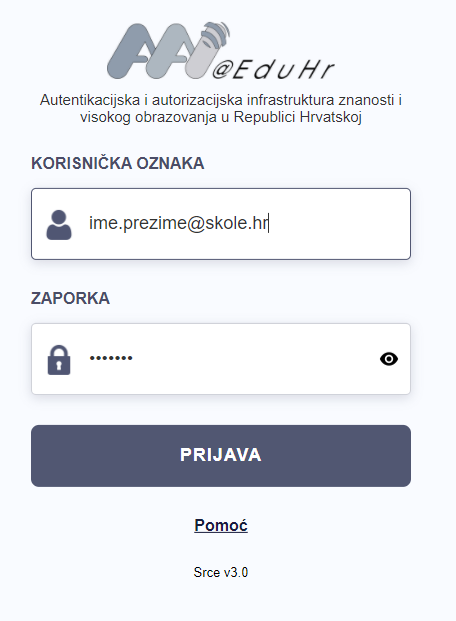 AAI@EduHr
Autentikacijska i autorizacijska infrastruktura znanosti i
visokog obrazovanja u Republici Hrvatskoj
KORISNIČKA OZNAKA
ime.prezime@skole.hr
ZAPORKA
•••••••
PRIJAVA
Pomoć
Srce v3.0